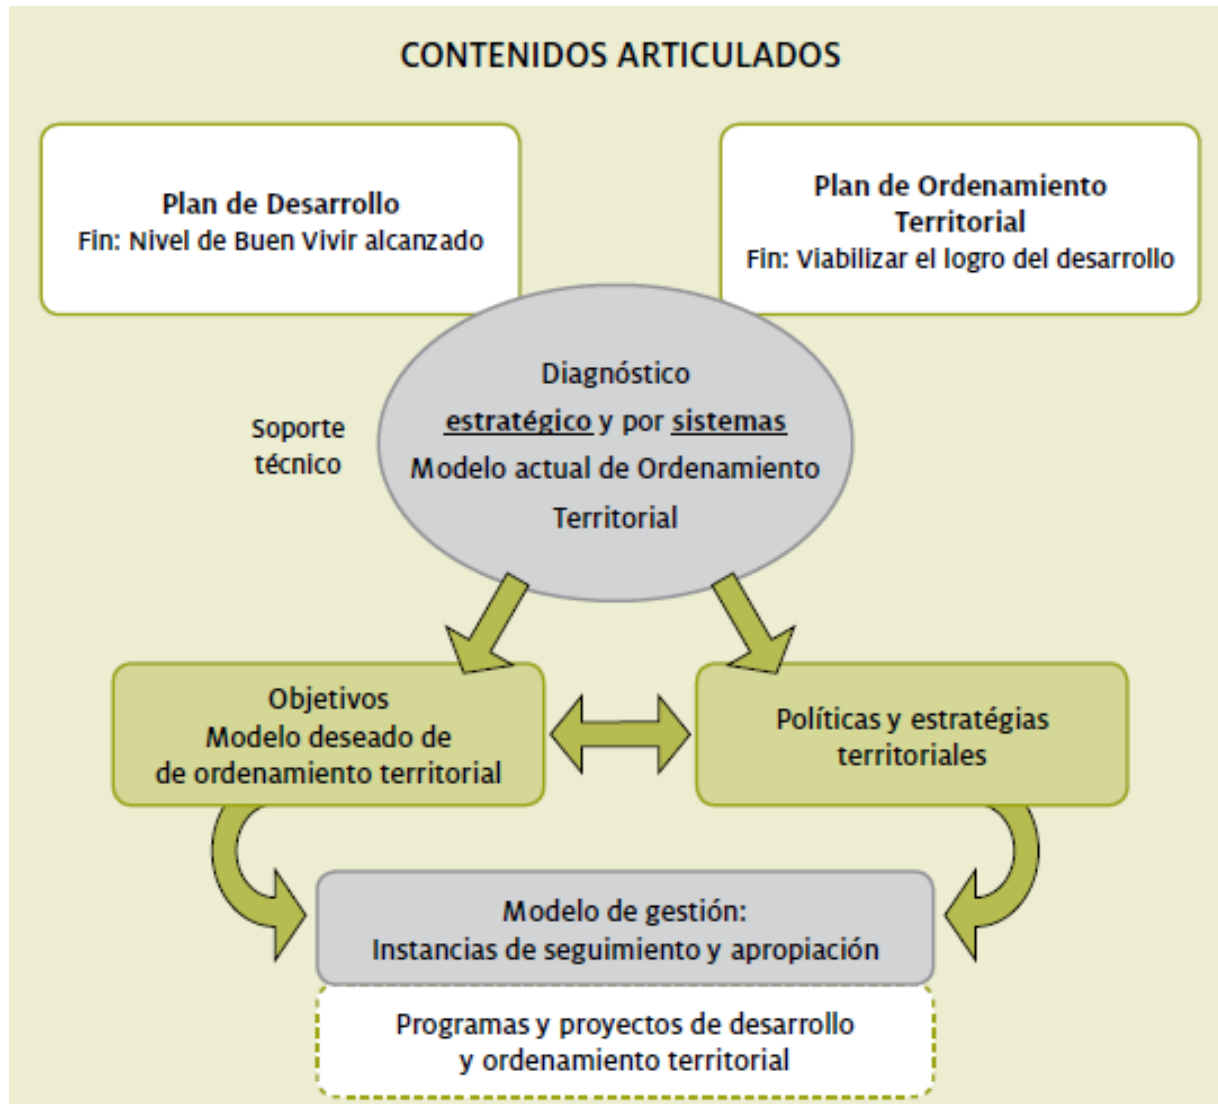 CONTENIDOS ARTICULADOS
Plan de Desarrollo
Fin: Nivel de Buen Vivir alcanzado
Plan de Ordenamiento
Territorial
Fin: Viabilizar el logro del desarrollo
Diagnóstico
estratégico y por sistemas
Modelo actual de Ordenamiento
Territorial
Soporte
técnico
Objetivos
Modelo deseado de
de ordenamiento territorial
Políticas y estratégias
territoriales
Modelo de gestión:
Instancias de seguimiento y apropiación
Programas y proyectos de desarrollo
y ordenamiento territorial